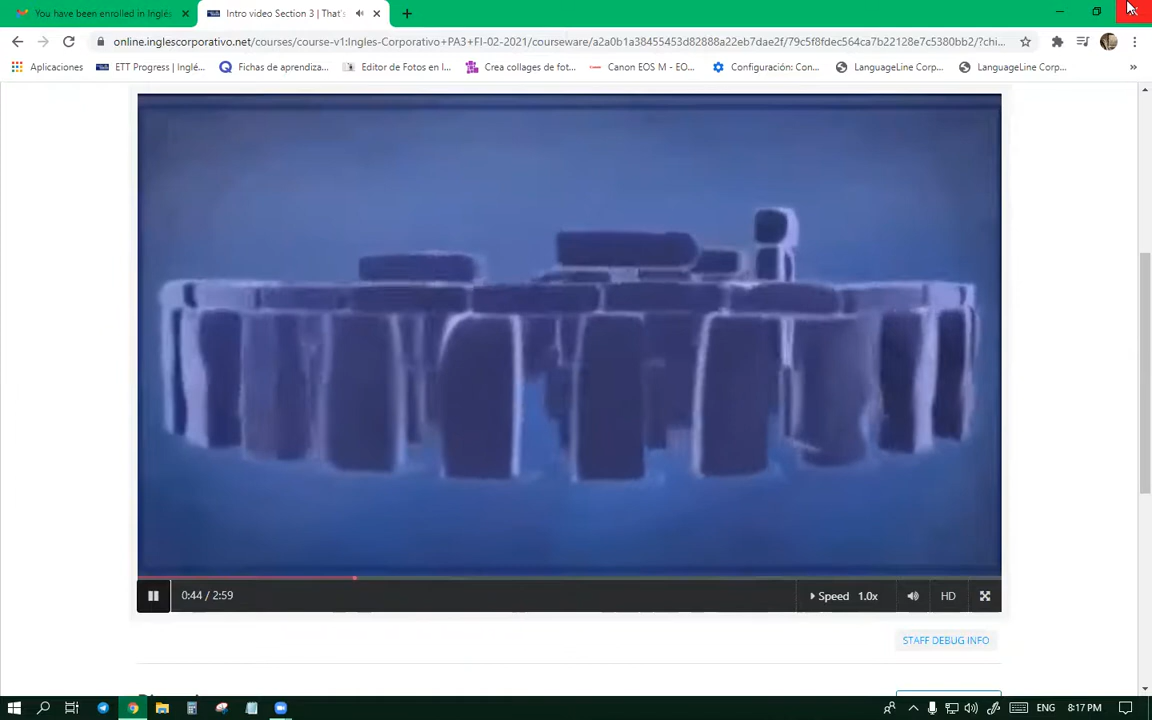 You have been enrolled in Inglés
Intro video Section 3 | That's
online.inglescorporativo.net/courses/course-v1:Ingles-Corporativo+PA3+FI-02-2021/courseware/a2a0b1a38455453d82888a22eb7dae2f/79c5f8fdec564ca7b22128e7c5380bb2/?chi...
Aplicaciones
ETT Progress | Inglé...
Fichas de aprendiza...
Editor de Fotos en l...
Crea collages de fot...
Canon EOS M - EO...
Configuración: Con...
LanguageLine Corp...
LanguageLine Corp...
0:44 / 2:59
Speed 1.0x
HD
STAFF DEBUG INFO
ENG
8:17 PM